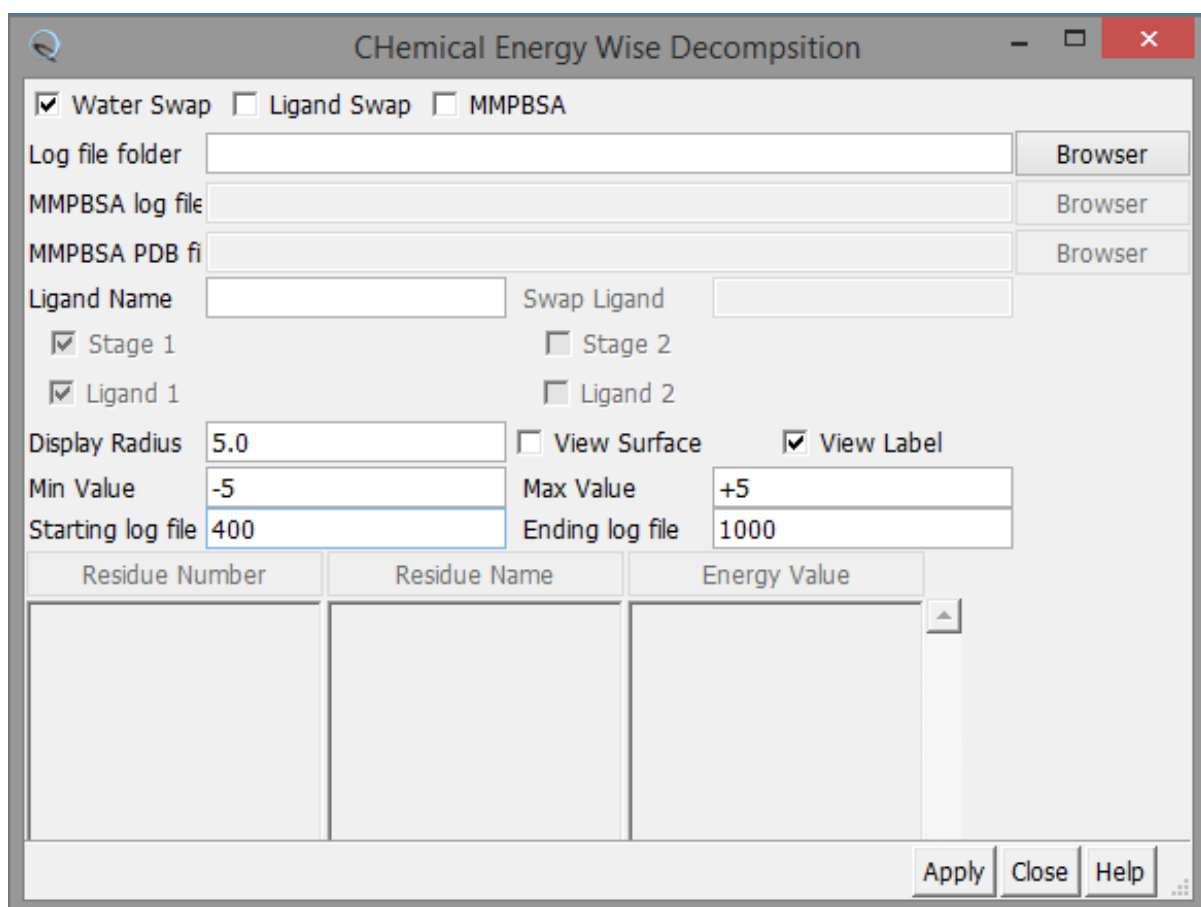 CHemical Energy Wise Decompsition
Water Swap Ligand Swap MMPBSA
Log file folder Browser
MMPBSA log file Browser
MMPBSA PDB fi Browser
Ligand Name Swap Ligand
Stage 1 Stage 2
Ligand 1 Ligand 2
Display Radius 5.0 View Surface View Label
Min Value -5 Max Value +5
Starting log file 400 Ending log file 1000
Residue Number Residue Name Energy Value
Apply Close Help